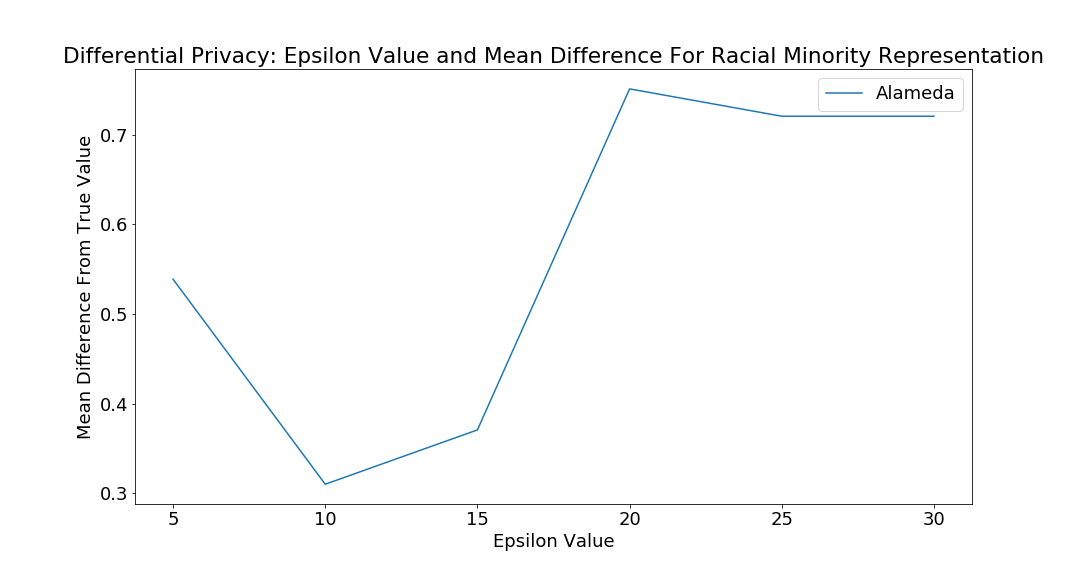 Differential Privacy: Epsilon Value and Mean Difference For Racial Minority Representation
Alameda
Mean Difference From True Value
0.7
0.6
0.5
0.4
0.3
5 10 15 20 25 30
Epsilon Value